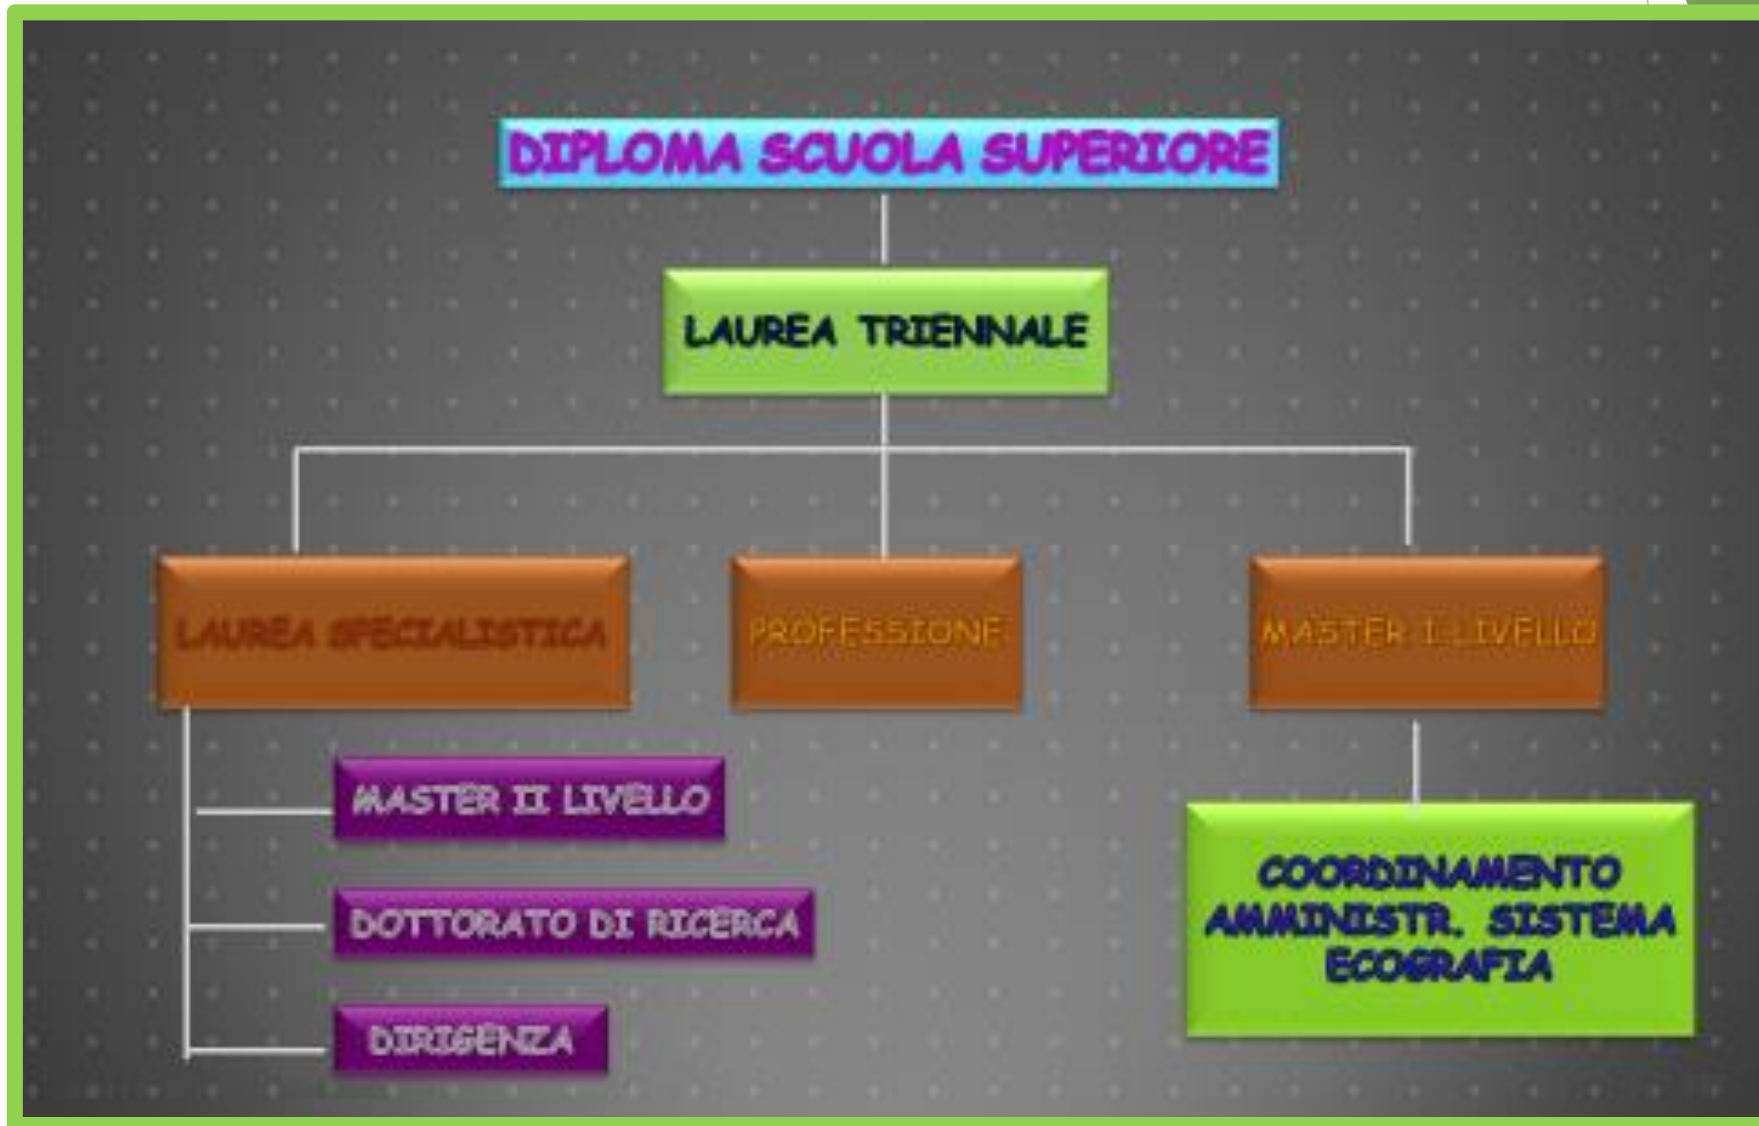 DIPLOMA SCUOLA SUPERIORE
LAUREA TRIENNALE
LAUREA SPECIALISTICA
PROFESSIONE
MASTER I LIVELLO
MASTER II LIVELLO
DOTTORATO DI RICERCA
DIRIGENZA
COORDINAMENTO
AMMINISTR. SISTEMA
ECOGRAFIA